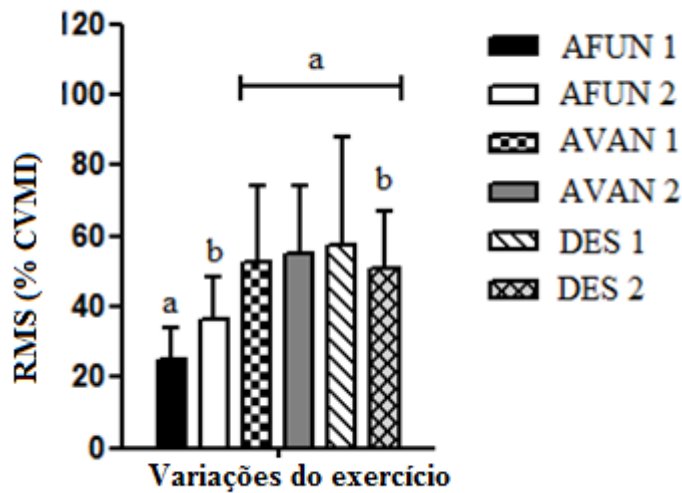 120
100
80
60
40
20
0
RMS (% CVMI)
a
b
a
b
Variações do exercício
AFUN 1
AFUN 2
AVAN 1
AVAN 2
DES 1
DES 2